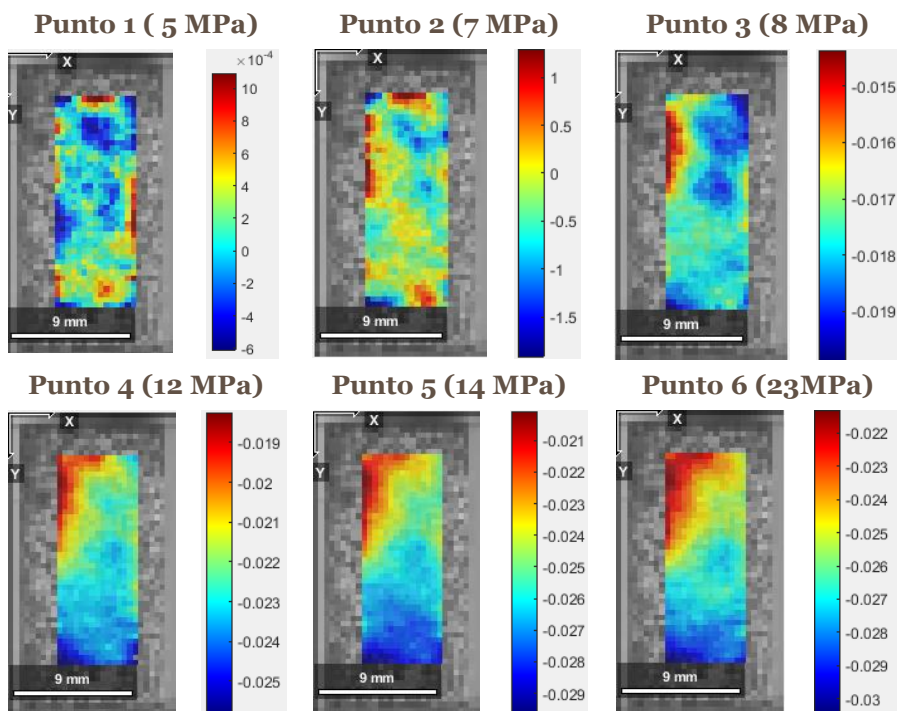 Punto 1 ( 5 MPa)
Punto 2 (7 MPa)
Punto 3 (8 MPa)
X
Y
9 mm
× 10⁻⁴
10
8
6
4
2
0
-2
-4
-6
X
Y
9 mm
1
0.5
0
-0.5
-1
-1.5
X
Y
9 mm
-0.015
-0.016
-0.017
-0.018
-0.019
Punto 4 (12 MPa)
Punto 5 (14 MPa)
Punto 6 (23MPa)
X
Y
9 mm
-0.019
-0.02
-0.021
-0.022
-0.023
-0.024
-0.025
X
Y
9 mm
-0.021
-0.022
-0.023
-0.024
-0.025
-0.026
-0.027
-0.028
-0.029
X
Y
9 mm
-0.022
-0.023
-0.024
-0.025
-0.026
-0.027
-0.028
-0.029
-0.03